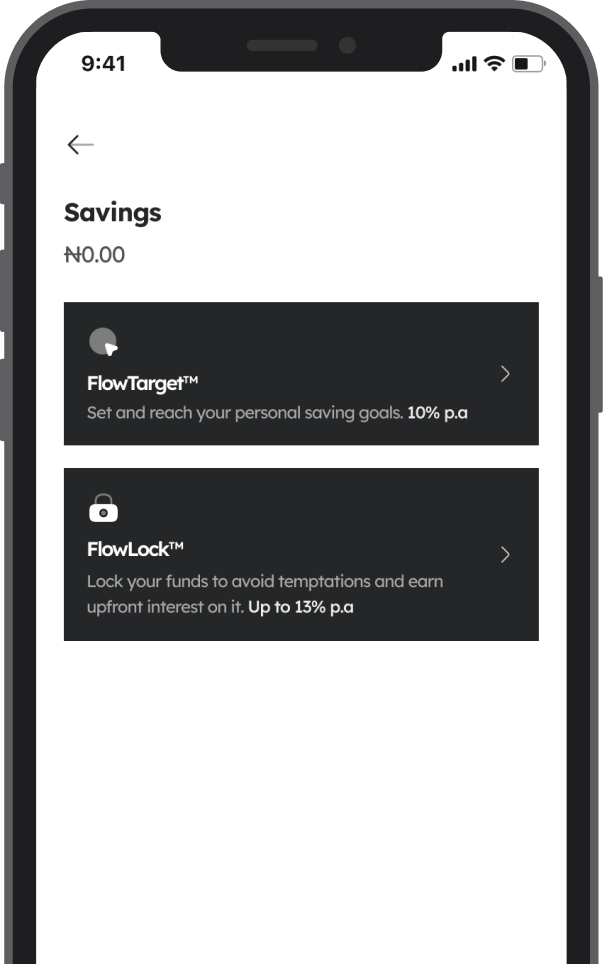 9:41
Savings
₦0.00
FlowTarget™
Set and reach your personal saving goals. 10% p.a
FlowLock™
Lock your funds to avoid temptations and earn
upfront interest on it. Up to 13% p.a